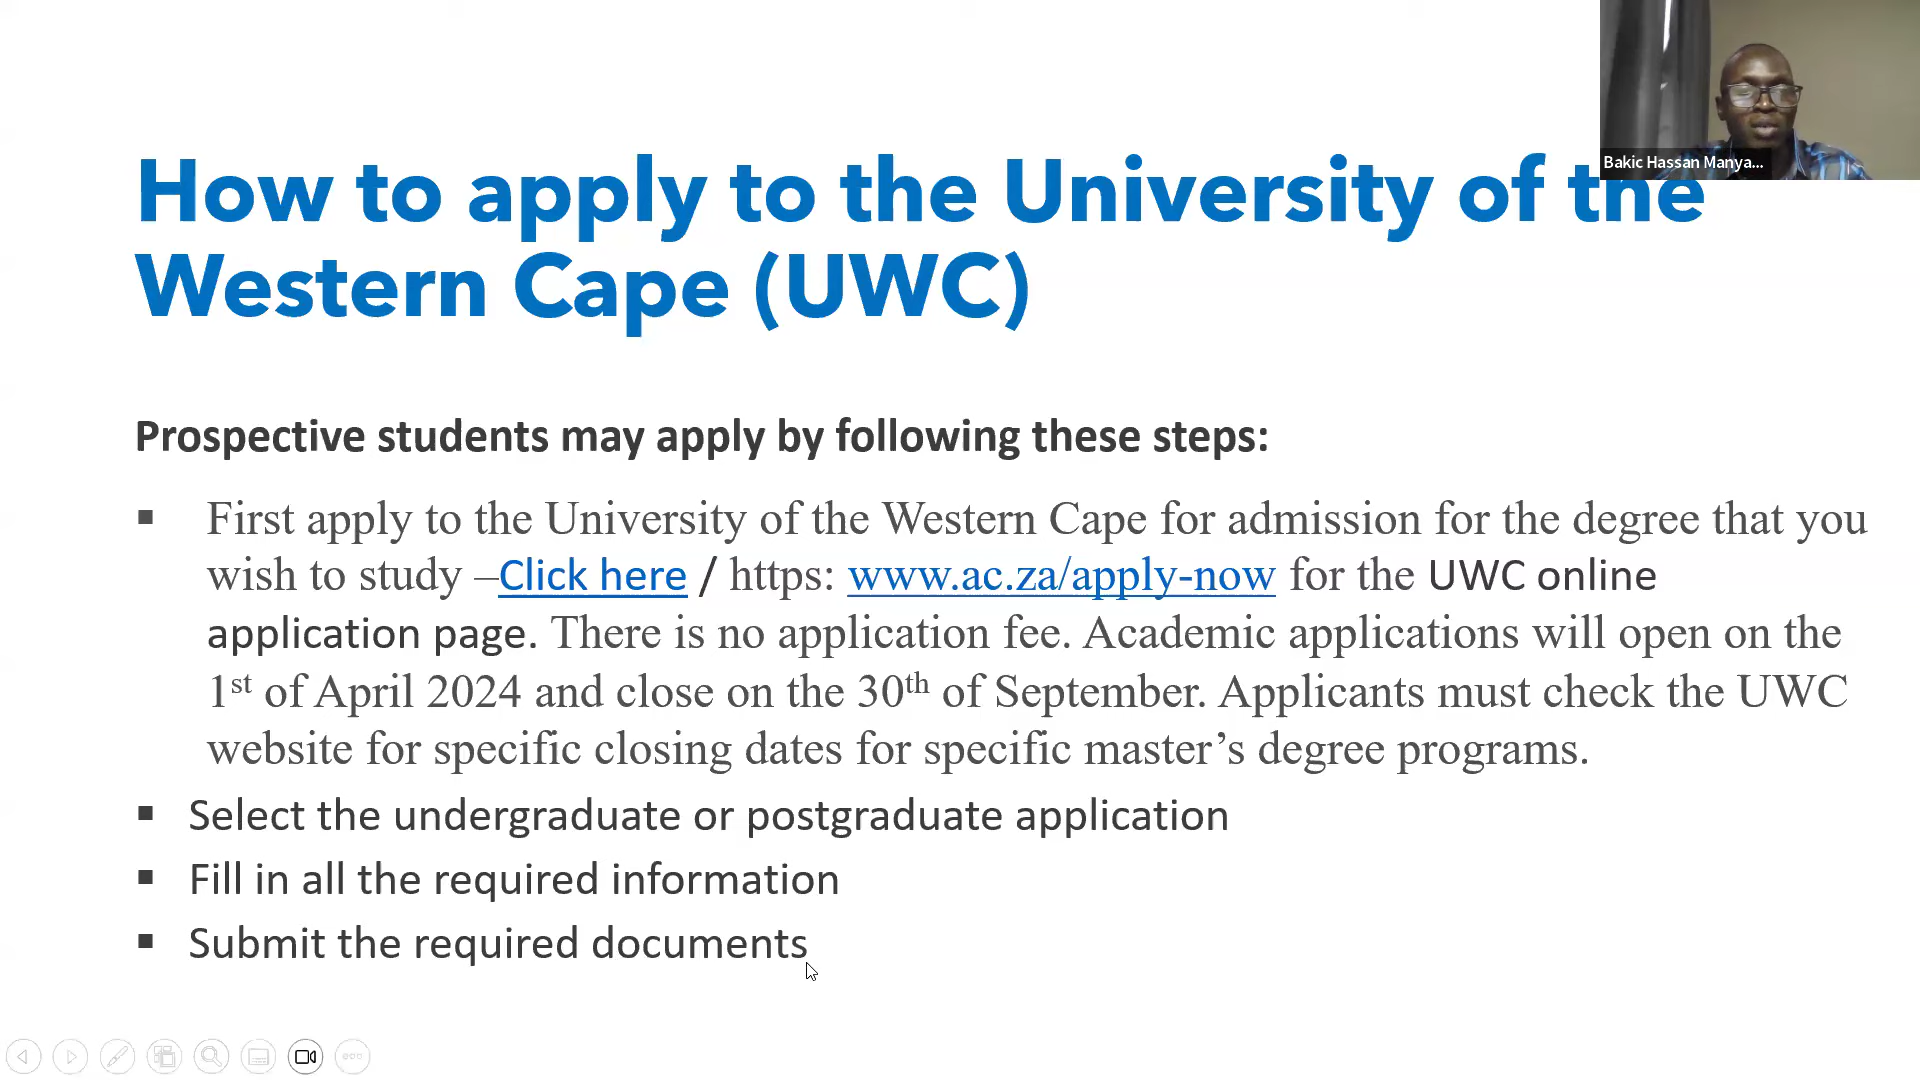 Bakic Hassan Manya...
How to apply to the University of the
Western Cape (UWC)
Prospective students may apply by following these steps:
▪ First apply to the University of the Western Cape for admission for the degree that you
wish to study –Click here / https: www.ac.za/apply-now for the UWC online
application page. There is no application fee. Academic applications will open on the
1st of April 2024 and close on the 30th of September. Applicants must check the UWC
website for specific closing dates for specific master’s degree programs.
▪ Select the undergraduate or postgraduate application
▪ Fill in all the required information
▪ Submit the required documents